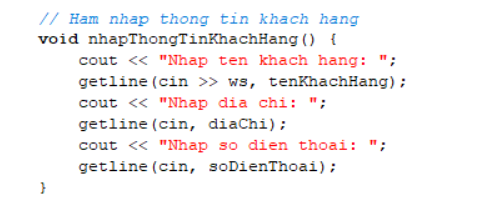 // Ham nhap thong tin khach hang
void nhapThongTinKhachHang() {
    cout << "Nhap ten khach hang: ";
    getline(cin >> ws, tenKhachHang);
    cout << "Nhap dia chi: ";
    getline(cin, diaChi);
    cout << "Nhap so dien thoai: ";
    getline(cin, soDienThoai);
}